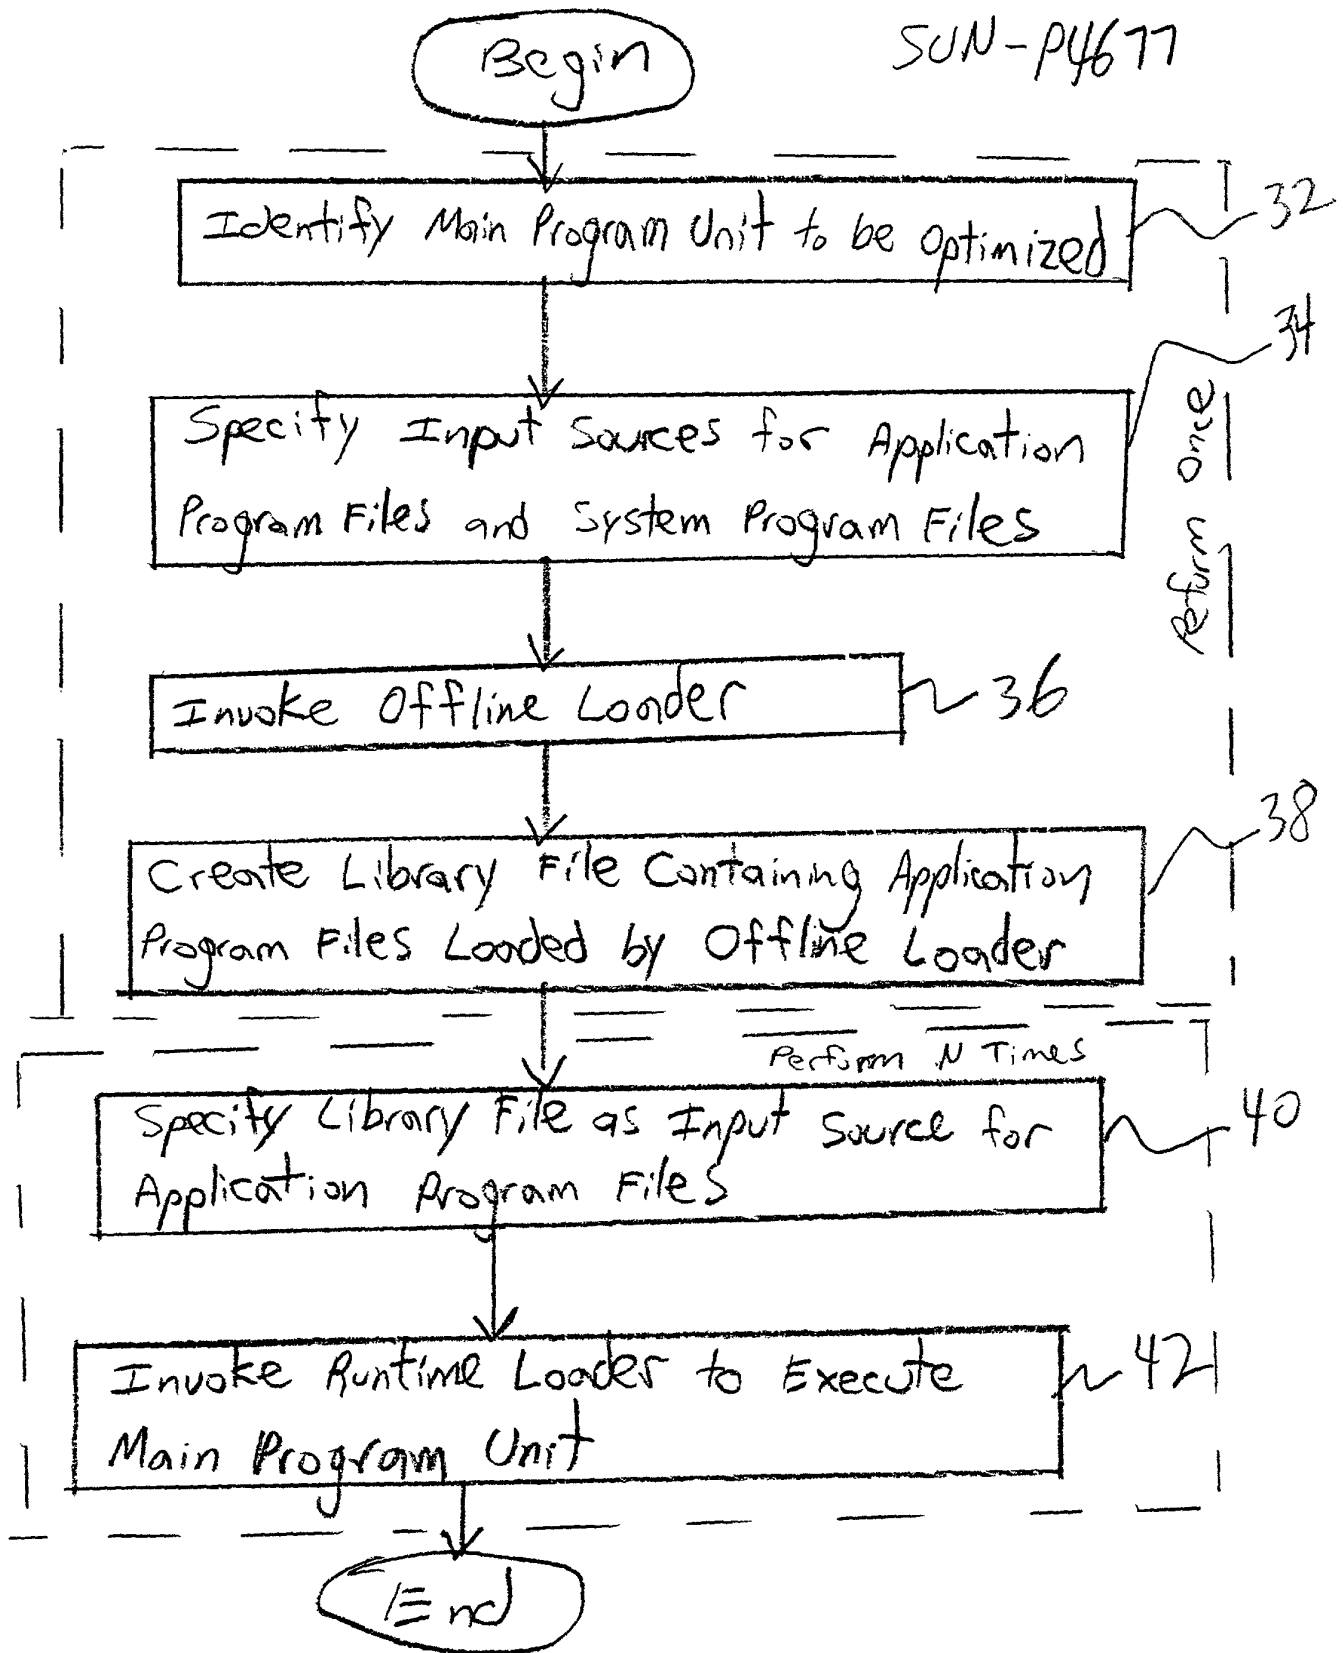 Begin
SUN-P4677
Identify Main Program Unit to be Optimized
32
34
Specify Input Sources for Application
Program Files and System Program Files
Perform Once
Invoke Offline Loader
36
38
Create Library File Containing Application
Program Files Loaded by Offline Loader
Perform N Times
Specify Library File as Input Source for
Application Program Files
40
Invoke Runtime Loader to Execute
Main Program Unit
42
End